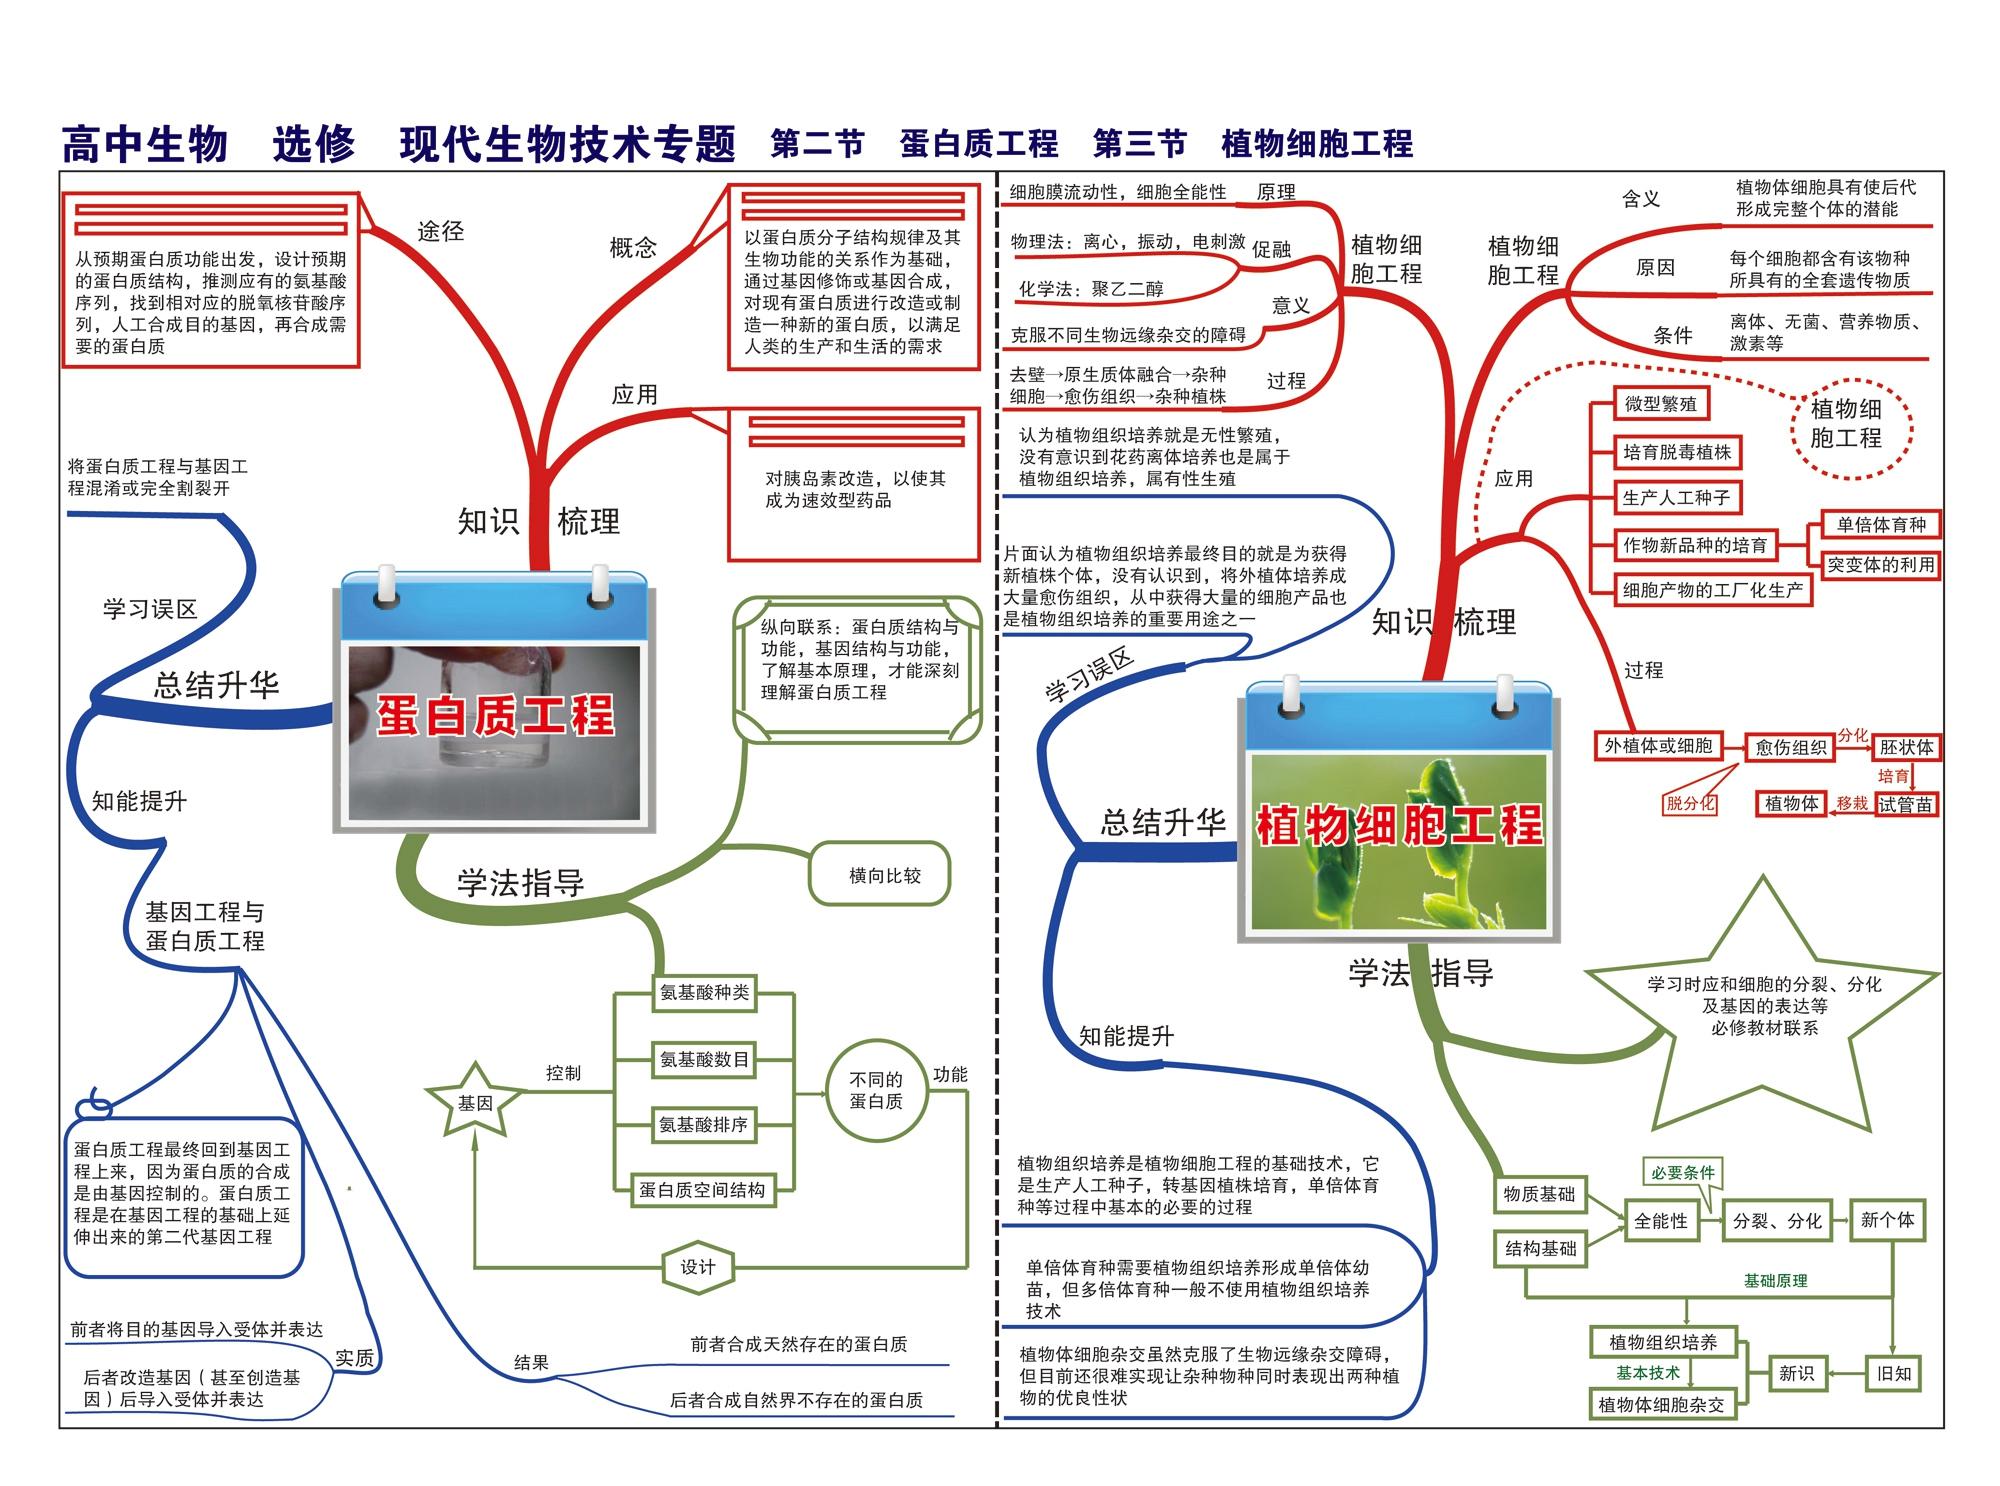 高中生物 选修 现代生物技术专题 第二节 蛋白质工程 第三节 植物细胞工程
途径
从预期蛋白质功能出发，设计预期
的蛋白质结构，推测应有的氨基酸
序列，找到相对应的脱氧核苷酸序
列，人工合成目的基因，再合成需
要的蛋白质
概念
以蛋白质分子结构规律及其
生物功能的关系作为基础，
通过基因修饰或基因合成，
对现有蛋白质进行改造或制
造一种新的蛋白质，以满足
人类的生产和生活的需求
应用
对胰岛素改造，以使其
成为速效型药品
知识 梳理
将蛋白质工程与基因工
程混淆或完全割裂开
学习误区
总结升华
蛋白质工程
纵向联系：蛋白质结构与
功能，基因结构与功能，
了解基本原理，才能深刻
理解蛋白质工程
知能提升
学法指导
横向比较
基因工程与
蛋白质工程
氨基酸种类
氨基酸数目
氨基酸排序
蛋白质空间结构
基因
控制
不同的
蛋白质
功能
设计
蛋白质工程最终回到基因工
程上来，因为蛋白质的合成
是由基因控制的。蛋白质工
程是在基因工程的基础上延
伸出来的第二代基因工程
前者将目的基因导入受体并表达
实质
后者改造基因（甚至创造基
因）后导入受体并表达
结果
前者合成天然存在的蛋白质
后者合成自然界不存在的蛋白质
细胞膜流动性，细胞全能性
原理
物理法：离心，振动，电刺激
促融
化学法：聚乙二醇
意义
克服不同生物远缘杂交的障碍
去壁→原生质体融合→杂种
细胞→愈伤组织→杂种植株
过程
植物细
胞工程
植物细
胞工程
含义
植物体细胞具有使后代
形成完整个体的潜能
原因
每个细胞都含有该物种
所具有的全套遗传物质
条件
离体、无菌、营养物质、
激素等
认为植物组织培养就是无性繁殖，
没有意识到花药离体培养也是属于
植物组织培养，属有性生殖
片面认为植物组织培养最终目的就是为获得
新植株个体，没有认识到，将外植体培养成
大量愈伤组织，从中获得大量的细胞产品也
是植物组织培养的重要用途之一
学习误区
知识 梳理
应用
微型繁殖
培育脱毒植株
生产人工种子
作物新品种的培育
细胞产物的工厂化生产
单倍体育种
突变体的利用
植物细
胞工程
过程
外植体或细胞
愈伤组织
分化
胚状体
脱分化
培育
植物体
移栽
试管苗
总结升华
植物细胞工程
学法 指导
学习时应和细胞的分裂、分化
及基因的表达等
必修教材联系
知能提升
植物组织培养是植物细胞工程的基础技术，它
是生产人工种子，转基因植株培育，单倍体育
种等过程中基本的必要的过程
单倍体育种需要植物组织培养形成单倍体幼
苗，但多倍体育种一般不使用植物组织培养
技术
植物体细胞杂交虽然克服了生物远缘杂交障碍，
但目前还很难实现让杂种物种同时表现出两种植
物的优良性状
必要条件
物质基础
结构基础
全能性
分裂、分化
新个体
基础原理
植物组织培养
基本技术
植物体细胞杂交
新识
旧知